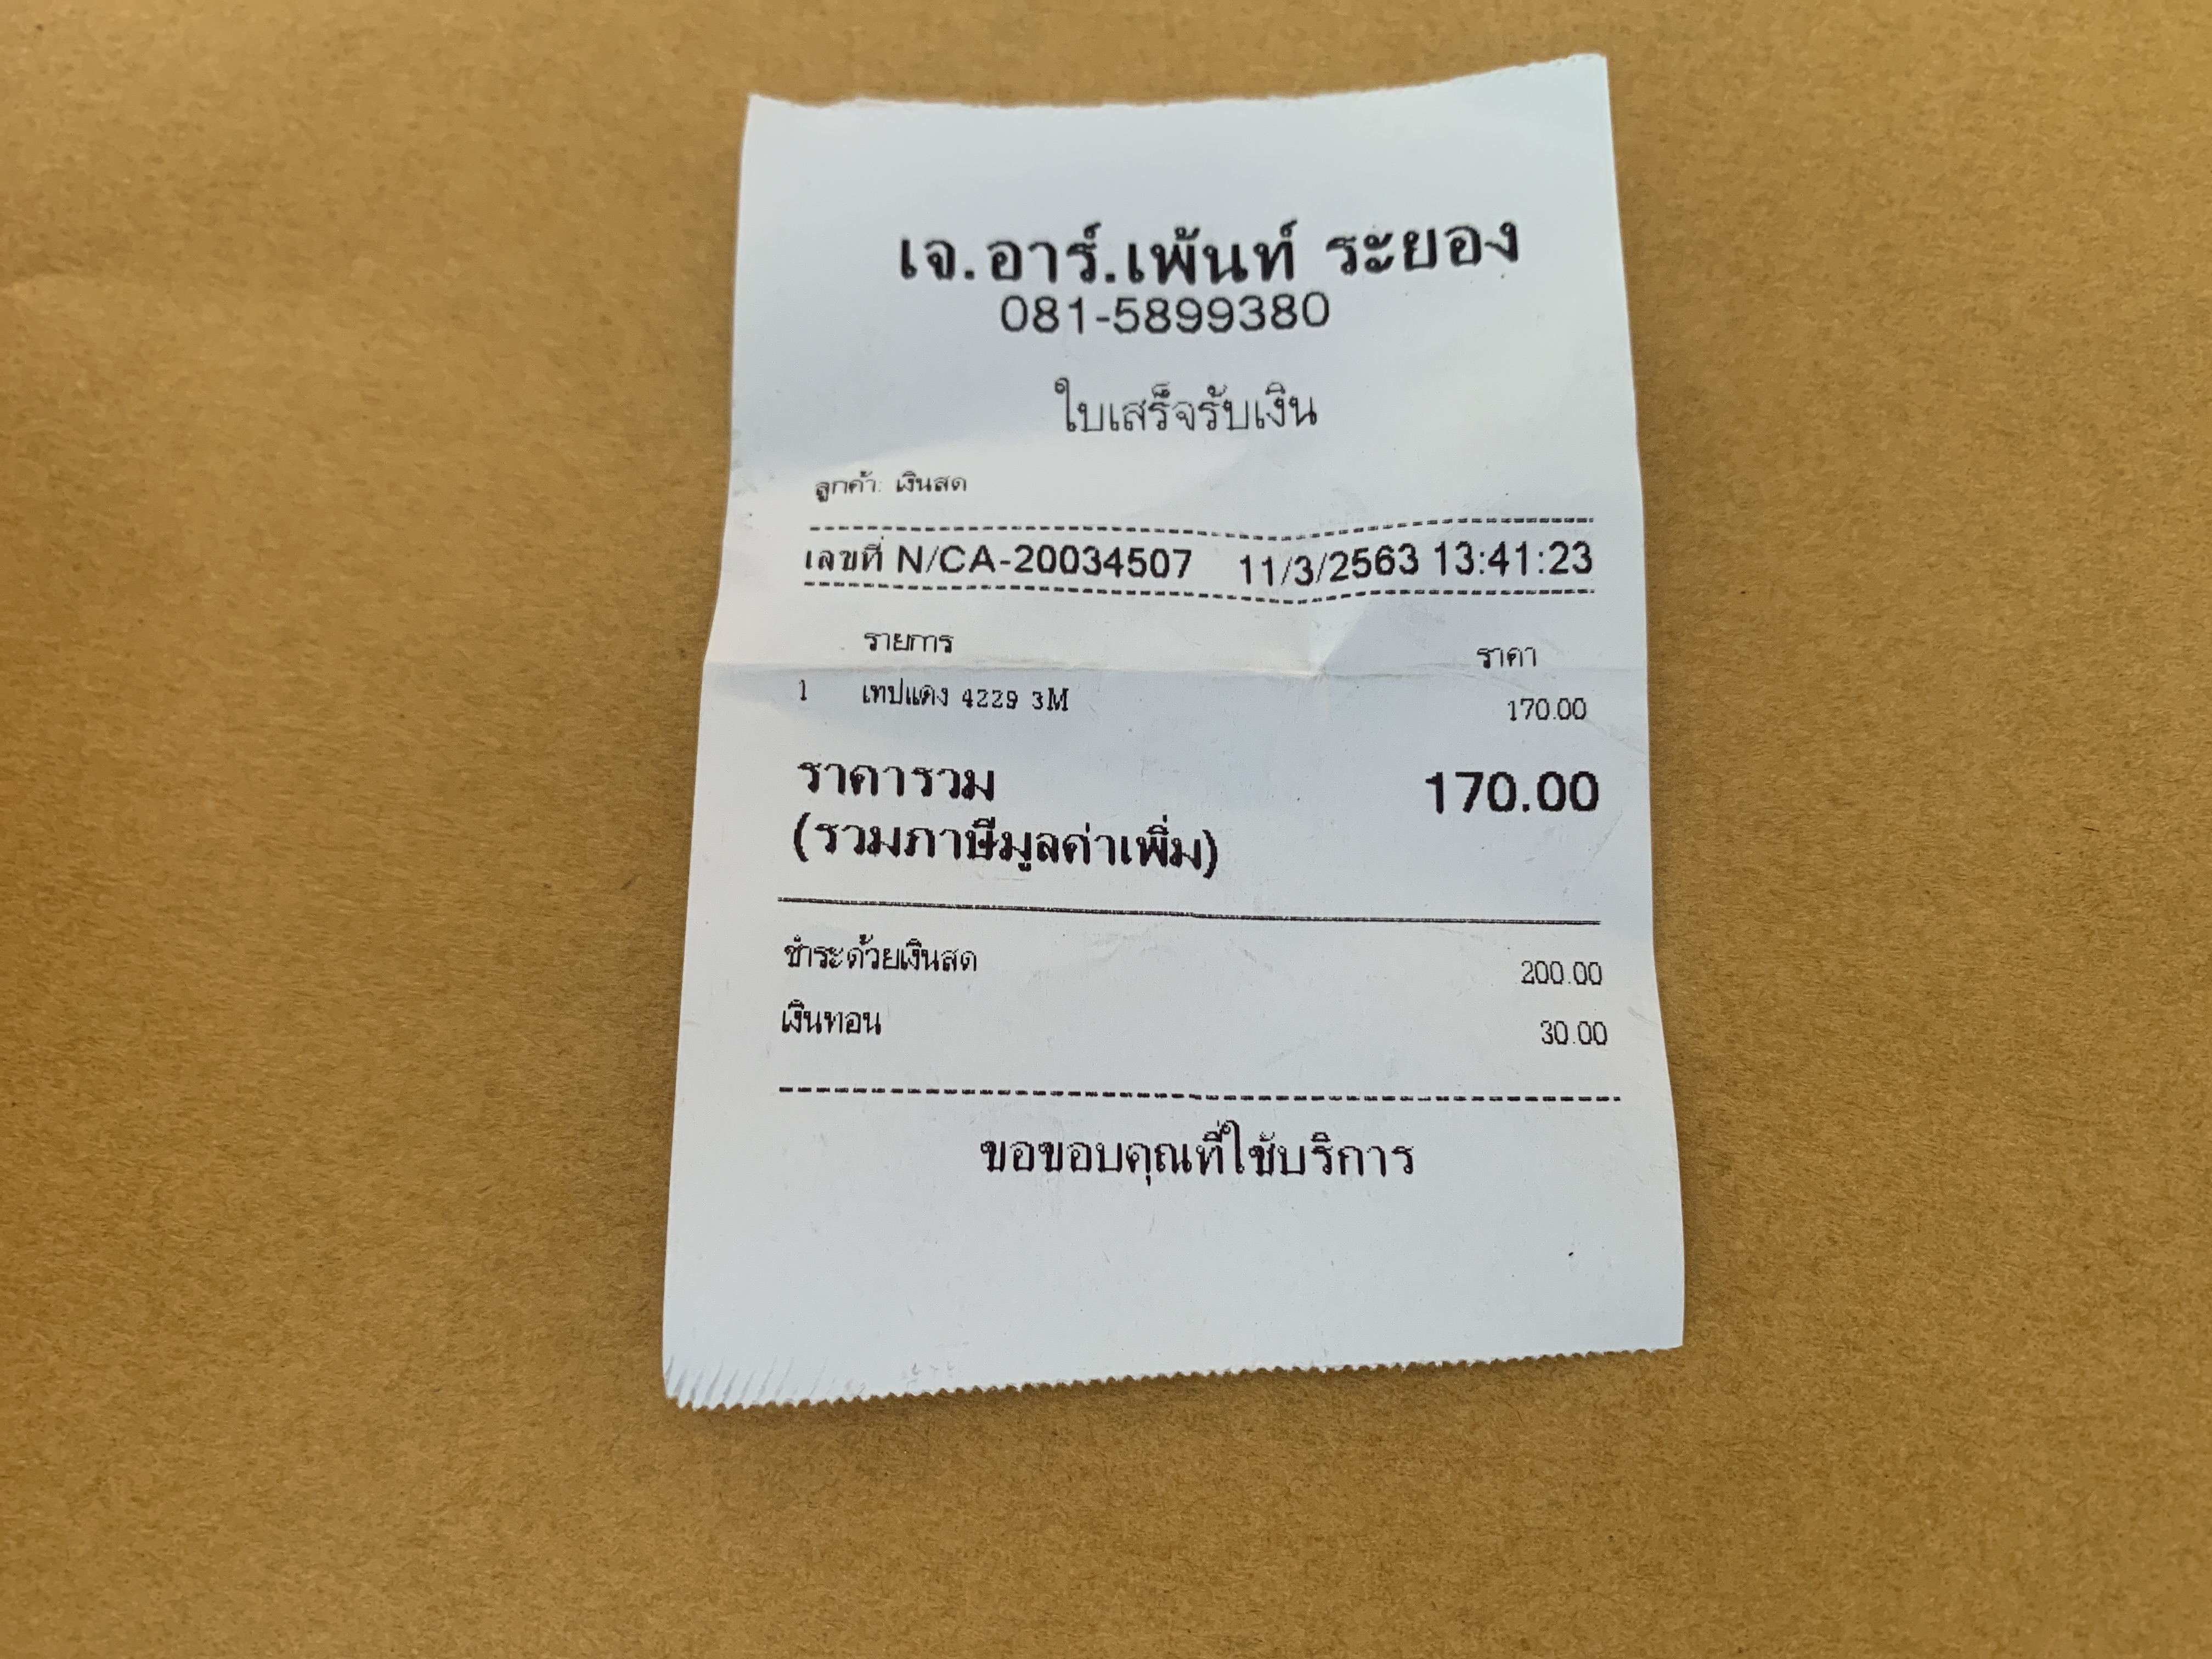 เจ.อาร์.เพ้นท์ ระยอง
081-5899380
ใบเสร็จรับเงิน
ลูกค้า: เงินสด
เลขที่ N/CA-20034507 11/3/2563 13:41:23
รายการ ราคา
1 เทปแดง 4229 3M 170.00
ราคารวม 170.00
(รวมภาษีมูลค่าเพิ่ม)
ชำระด้วยเงินสด 200.00
เงินทอน 30.00
ขอขอบคุณที่ใช้บริการ